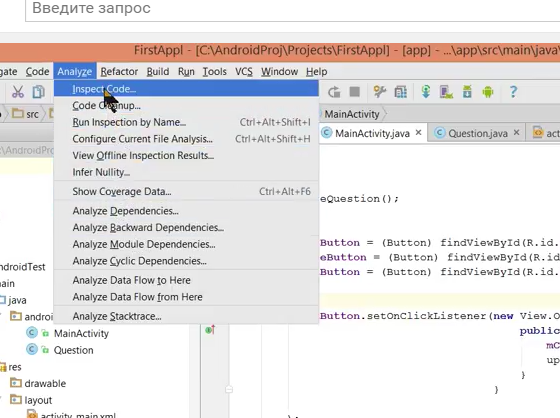 Введите запрос
FirstAppl - [C:\AndroidProj\Projects\FirstAppl] - [app] - ...\app\src\main\java\
gate Code Analyze Refactor Build Run Tools VCS Window Help
Inspect Code...
src
MainActivity
Code Cleanup...
Run Inspection by Name... Ctrl+Alt+Shift+I
MainActivity.java Question.java act
Configure Current File Analysis... Ctrl+Alt+Shift+H
C:\AndroidProj\
View Offline Inspection Results...
Infer Nullity...
Show Coverage Data... Ctrl+Alt+F6
eQuestion();
Analyze Dependencies...
Analyze Backward Dependencies...
Analyze Module Dependencies...
Analyze Cyclic Dependencies...
Button = (Button) findViewById(R.id.
eButton = (Button) findViewById(R.id.
Button = (Button) findViewById(R.id.
ndroidTest
Analyze Data Flow to Here
main
Analyze Data Flow from Here
java
Analyze Stacktrace...
Button.setOnClickListener(new View.O
androi
public
MainActivity
mC
Question
up
}
res
drawable
}
layout
activity_main.xml
);